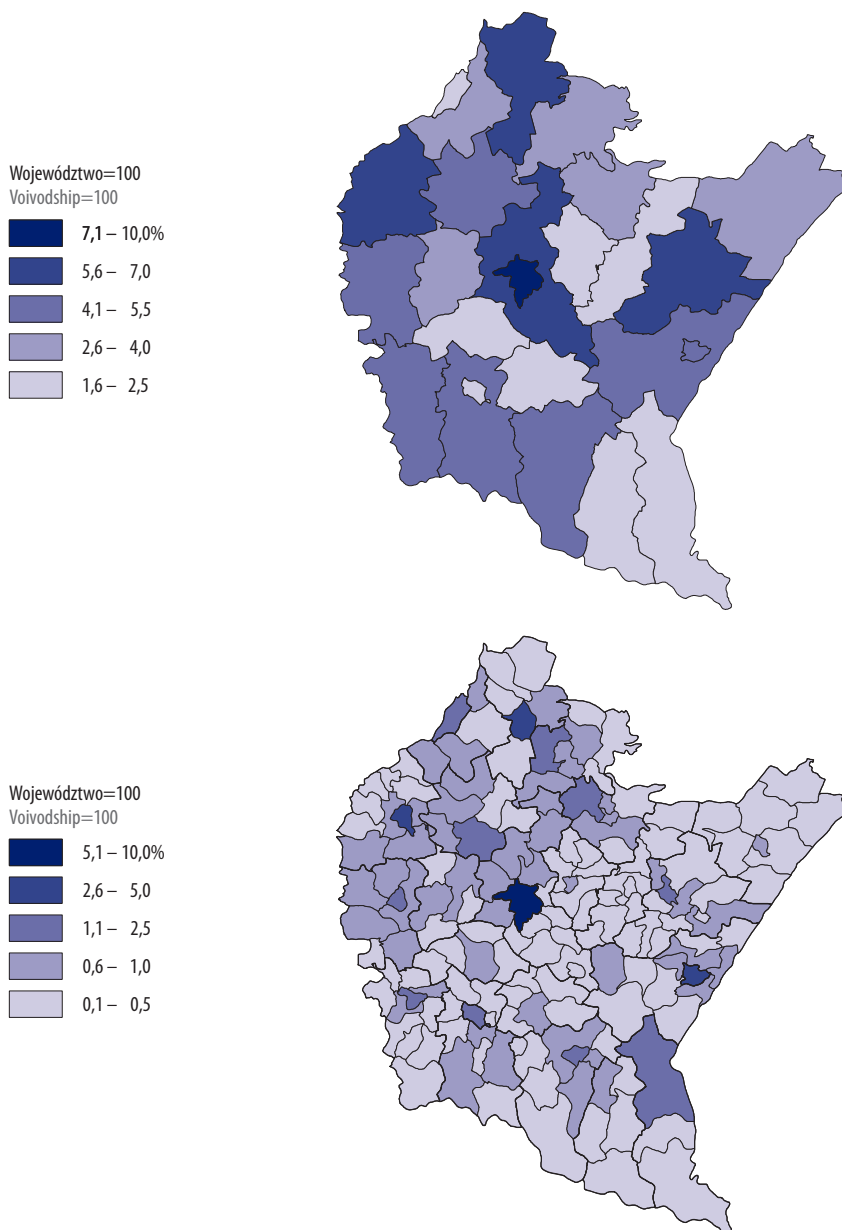 Województwo=100
Voivodship=100
7,1 – 10,0%
5,6 – 7,0
4,1 – 5,5
2,6 – 4,0
1,6 – 2,5
Województwo=100
Voivodship=100
5,1 – 10,0%
2,6 – 5,0
1,1 – 2,5
0,6 – 1,0
0,1 – 0,5